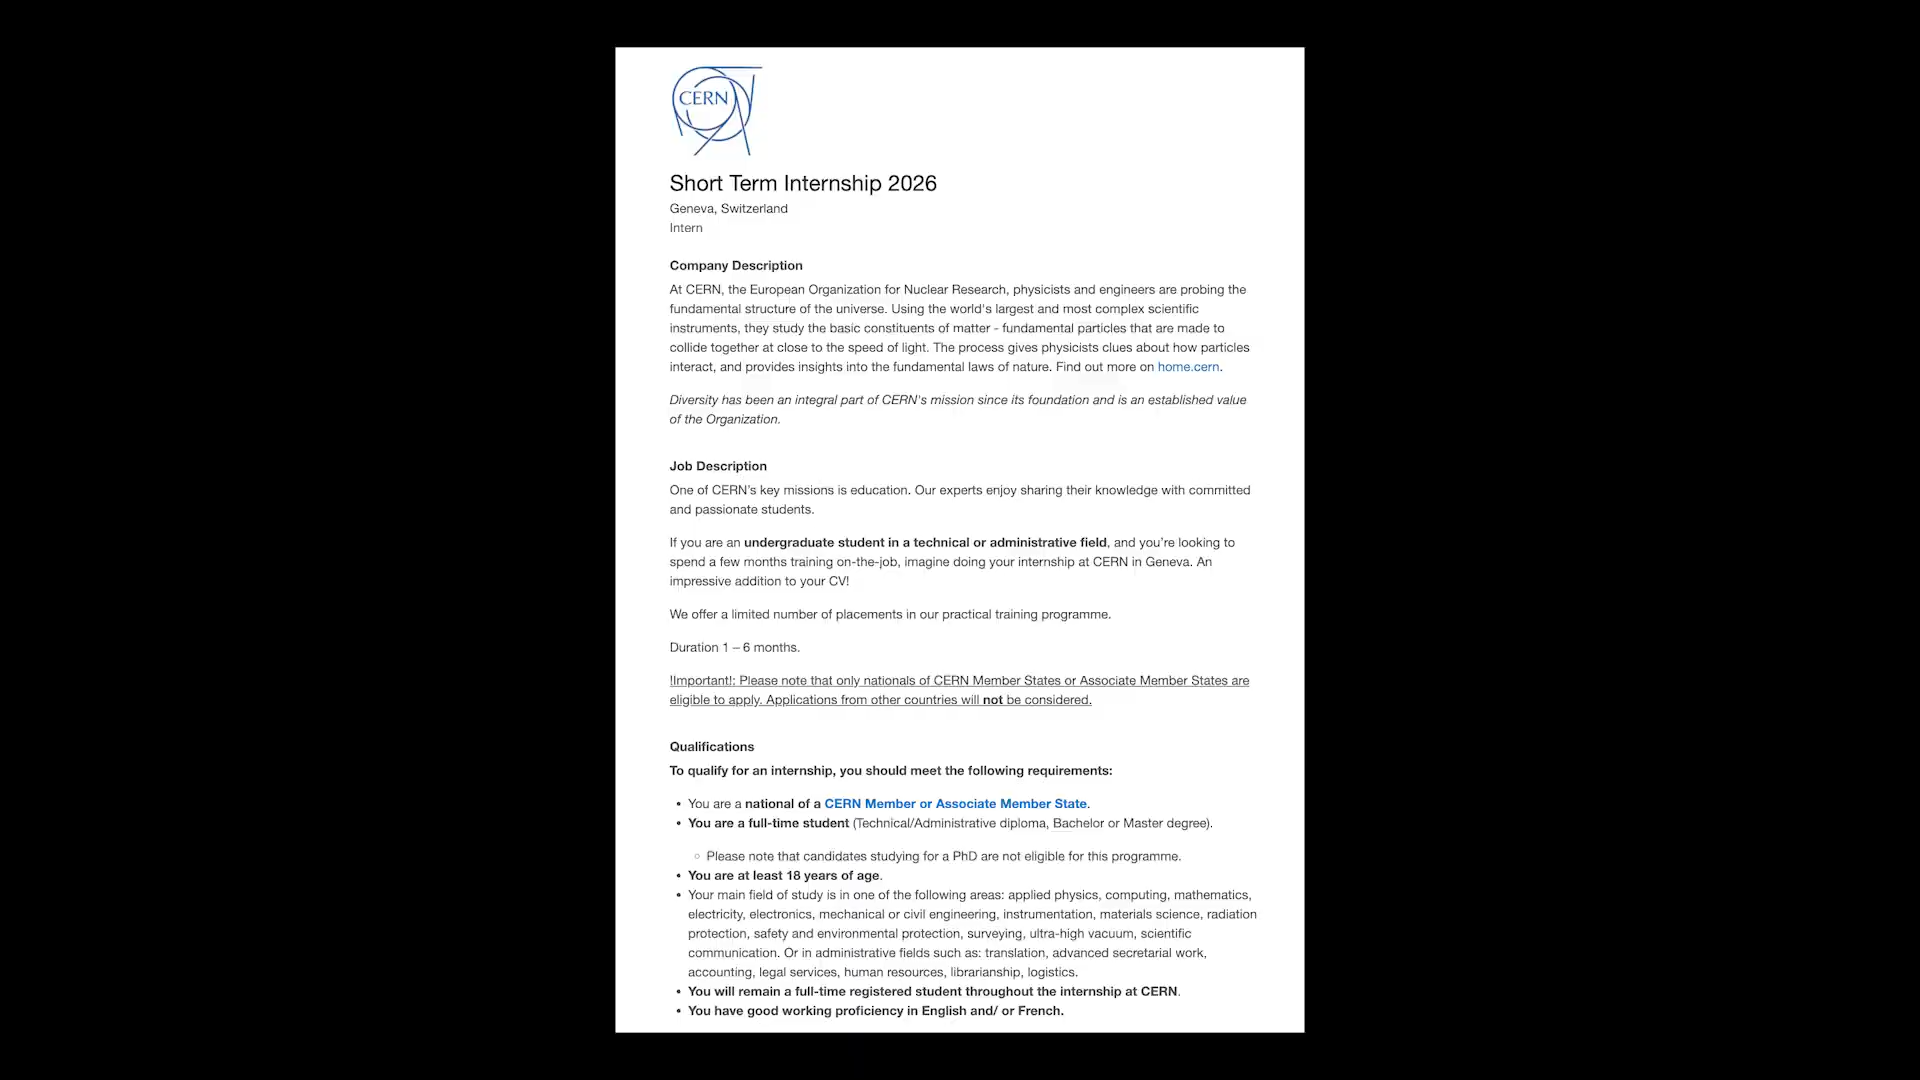 CERN
Short Term Internship 2026
Geneva, Switzerland
Intern
Company Description
At CERN, the European Organization for Nuclear Research, physicists and engineers are probing the
fundamental structure of the universe. Using the world's largest and most complex scientific
instruments, they study the basic constituents of matter - fundamental particles that are made to
collide together at close to the speed of light. The process gives physicists clues about how particles
interact, and provides insights into the fundamental laws of nature. Find out more on home.cern.
Diversity has been an integral part of CERN's mission since its foundation and is an established value
of the Organization.
Job Description
One of CERN’s key missions is education. Our experts enjoy sharing their knowledge with committed
and passionate students.
If you are an undergraduate student in a technical or administrative field, and you’re looking to
spend a few months training on-the-job, imagine doing your internship at CERN in Geneva. An
impressive addition to your CV!
We offer a limited number of placements in our practical training programme.
Duration 1 – 6 months.
!Important!: Please note that only nationals of CERN Member States or Associate Member States are
eligible to apply. Applications from other countries will not be considered.
Qualifications
To qualify for an internship, you should meet the following requirements:
• You are a national of a CERN Member or Associate Member State.
• You are a full-time student (Technical/Administrative diploma, Bachelor or Master degree).
○ Please note that candidates studying for a PhD are not eligible for this programme.
• You are at least 18 years of age.
• Your main field of study is in one of the following areas: applied physics, computing, mathematics,
electricity, electronics, mechanical or civil engineering, instrumentation, materials science, radiation
protection, safety and environmental protection, surveying, ultra-high vacuum, scientific
communication. Or in administrative fields such as: translation, advanced secretarial work,
accounting, legal services, human resources, librarianship, logistics.
• You will remain a full-time registered student throughout the internship at CERN.
• You have good working proficiency in English and/ or French.